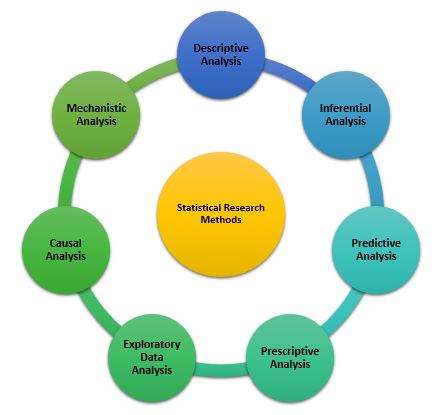 Descriptive
Analysis
Inferential
Analysis
Predictive
Analysis
Prescriptive
Analysis
Exploratory
Data
Analysis
Causal
Analysis
Mechanistic
Analysis
Statistical Research
Methods